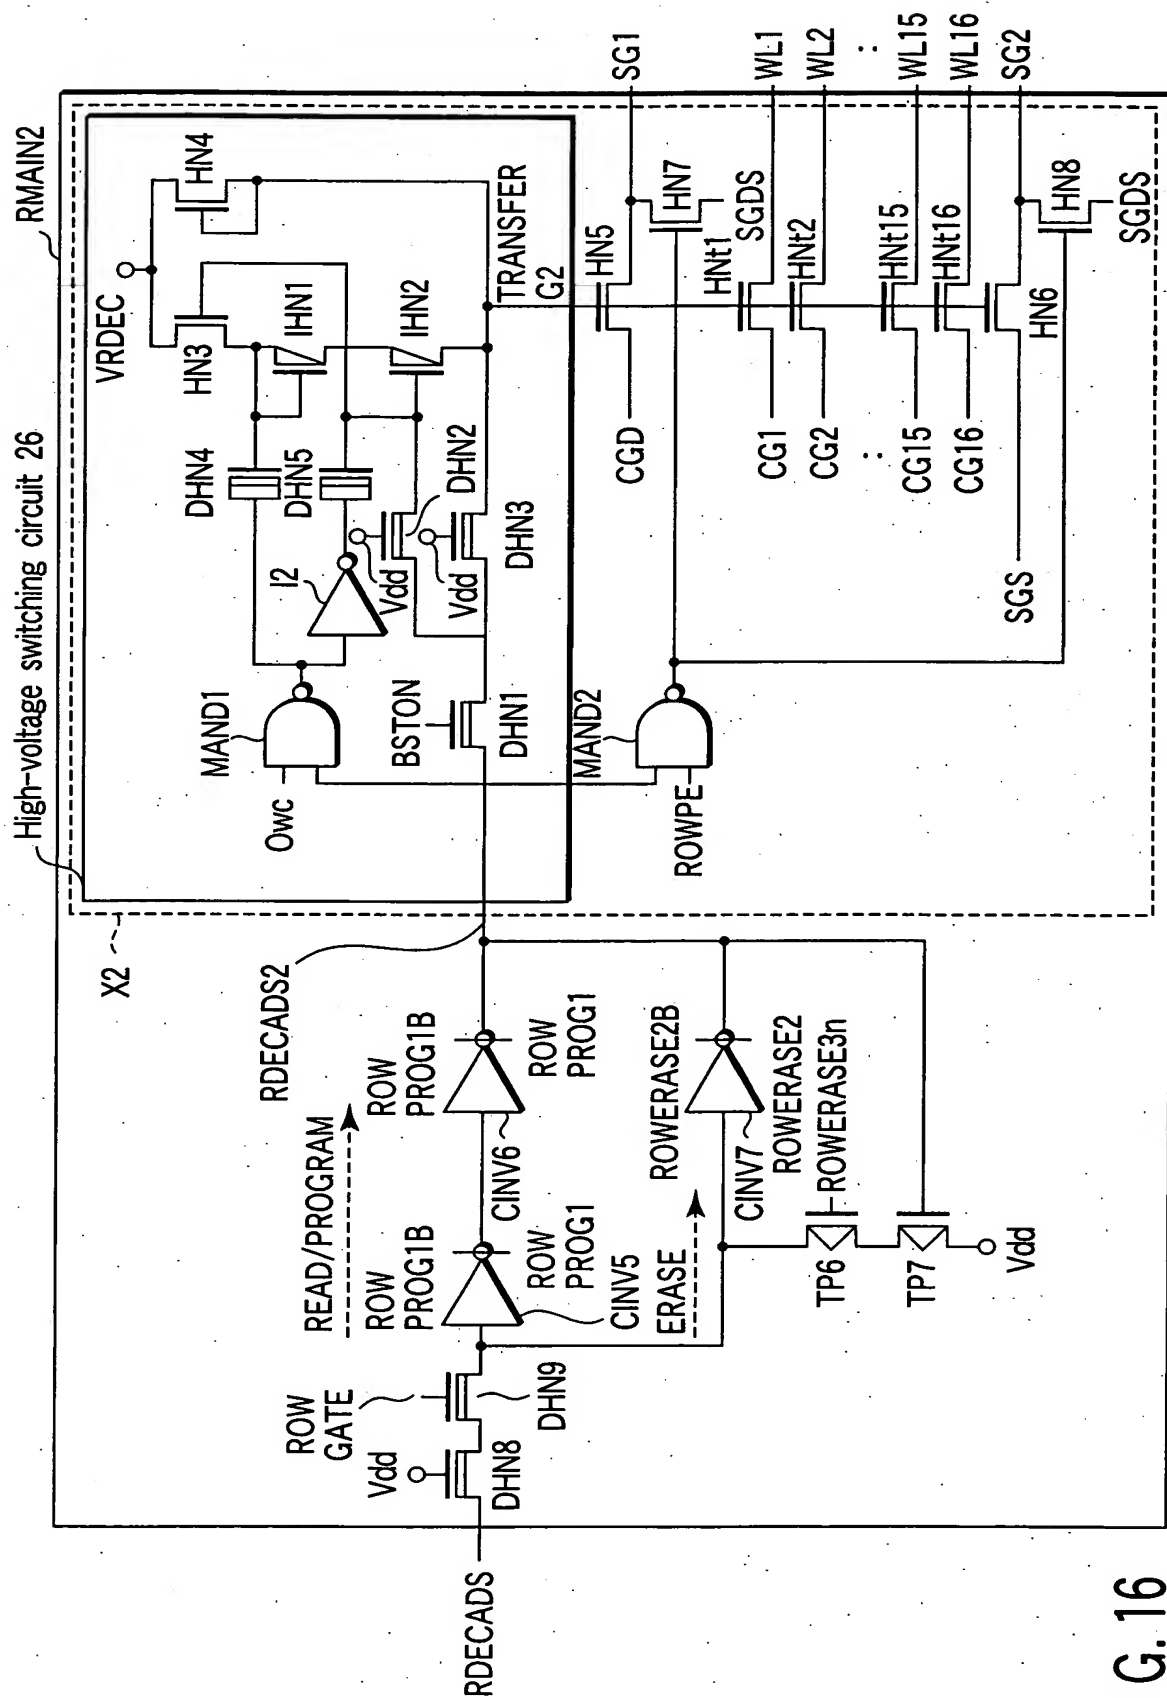 High-voltage switching circuit 26
RMAIN2
X2
VRDEC
HN4
HN3
IHN1
IHN2
DHN4
DHN5
DHN2
I2
Vdd
Vdd
DHN3
MAND1
Owc
BSTON
DHN1
TRANSFER
G2
MAND2
ROWPE
HN5
HN7
SGDS
HNt1
HNt2
HNt15
HNt16
HN6
HN8
SGDS
CGD
CG1
CG2
:
CG15
CG16
SGS
SG1
WL1
WL2
:
WL15
WL16
SG2
RDECADS2
READ/PROGRAM
ROW
PROG1B
ROW
PROG1B
CINV6
ROW
PROG1
ROW
PROG1
CINV5
ERASE
ROWERASE2B
CINV7
ROWERASE2
ROWERASE3n
TP6
TP7
Vdd
ROW
GATE
Vdd
DHN8
DHN9
RDECADS
G. 16